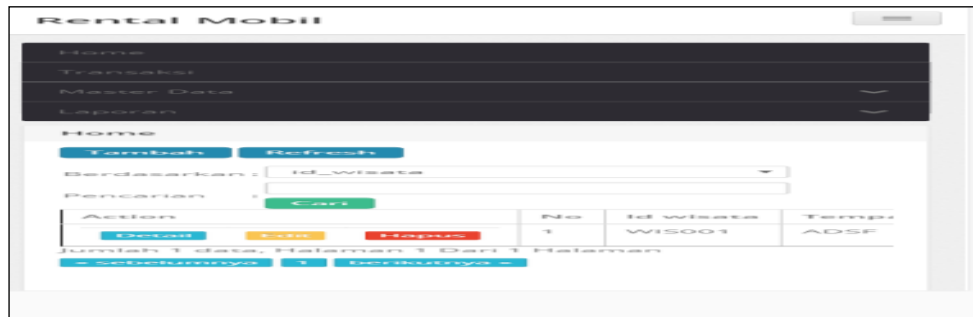 Rental Mobil
Home
Transaksi
Master Data
Laporan
Home
Tambah Refresh
Berdasarkan : id_wisata
Pencarian :
Cari
Action No Id wisata Tempa
Detail Edit Hapus 1 WIS001 ADSF
Jumlah 1 data, Halaman 1 Dari 1 Halaman
« sebelumnya 1 berikutnya »